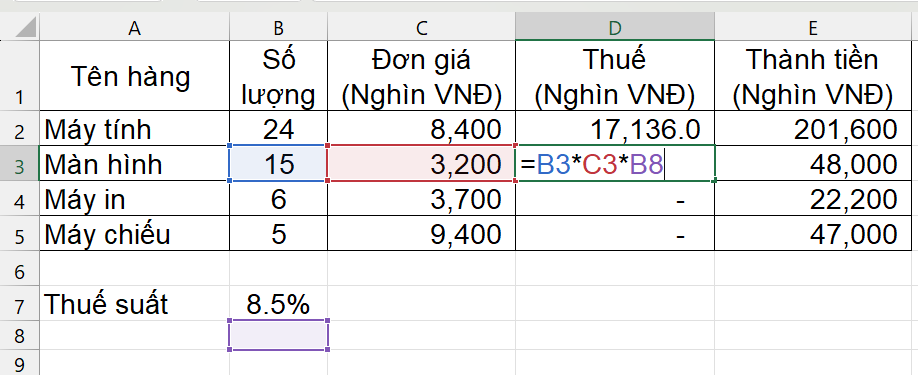 A B C D E
1 Tên hàng Số lượng Đơn giá (Nghìn VNĐ) Thuế (Nghìn VNĐ) Thành tiền (Nghìn VNĐ)
2 Máy tính 24 8,400 17,136.0 201,600
3 Màn hình 15 3,200 =B3*C3*B8 48,000
4 Máy in 6 3,700 - 22,200
5 Máy chiếu 5 9,400 - 47,000
6
7 Thuế suất 8.5%
8
9